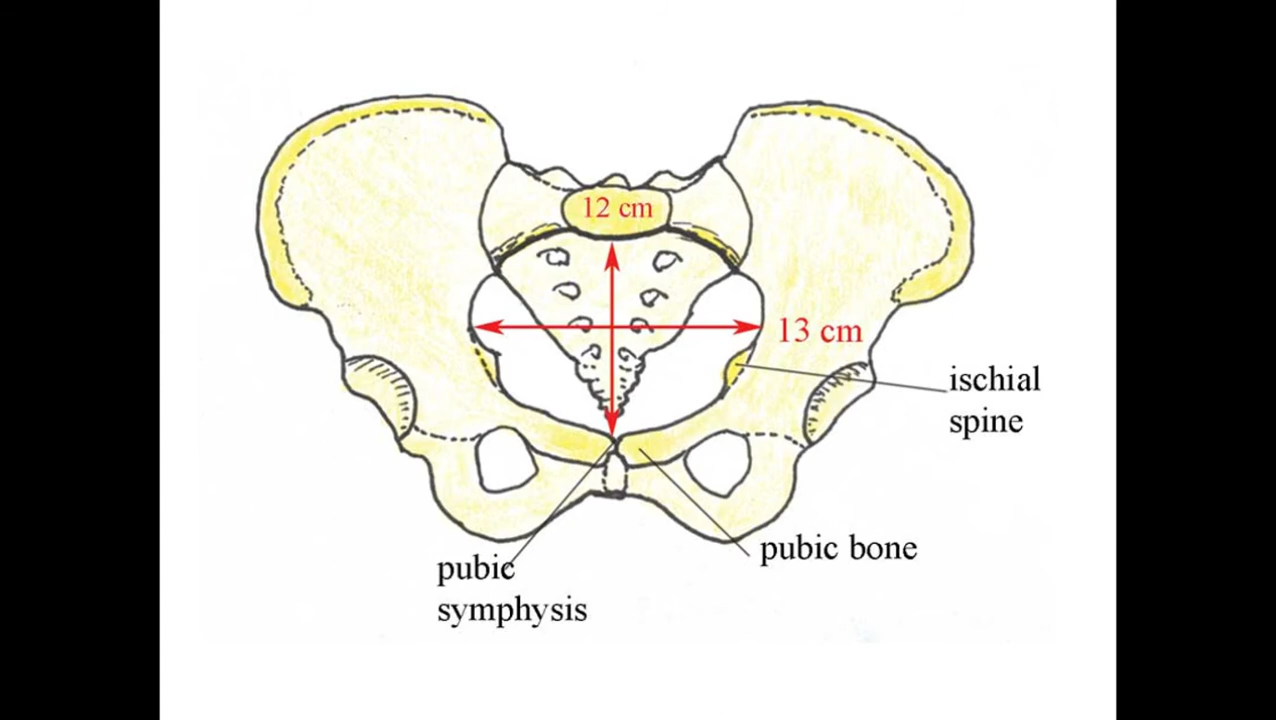 12 cm
13 cm
ischial
spine
pubic bone
pubic
symphysis